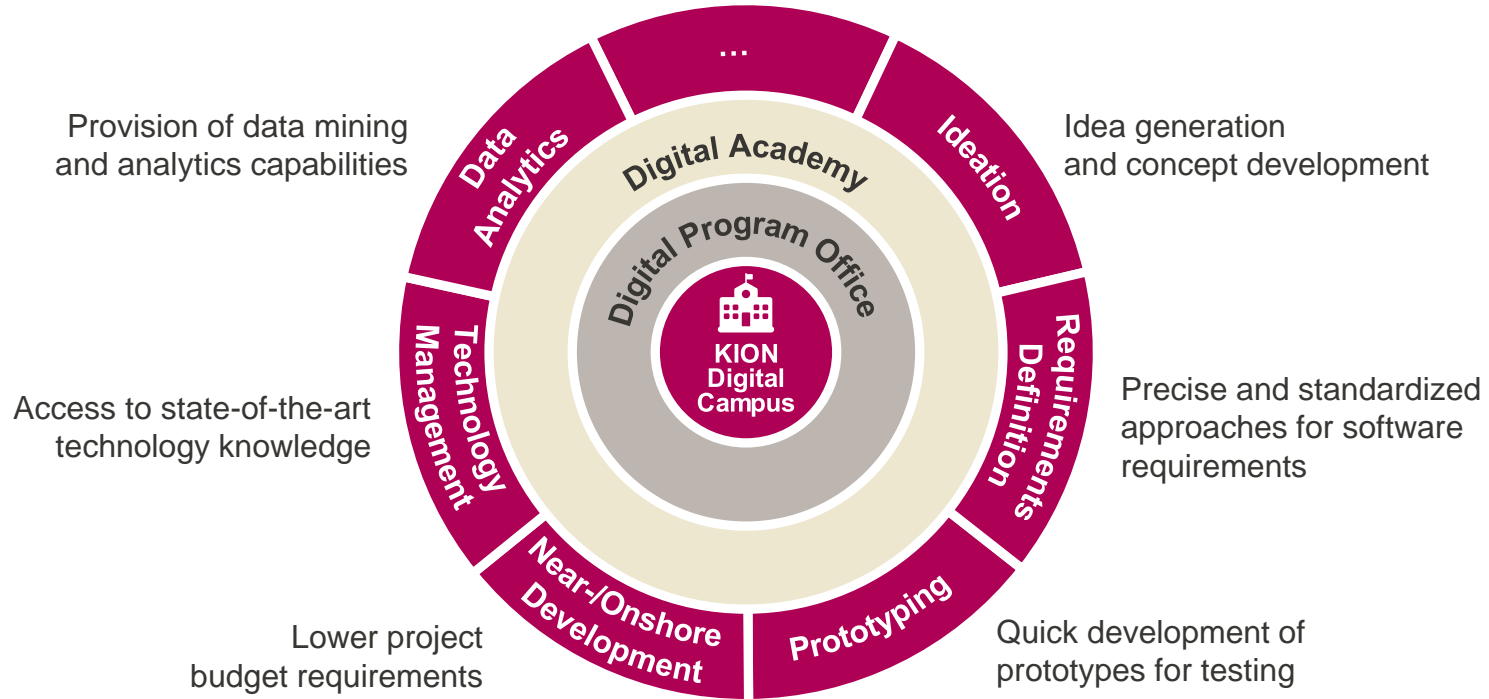 ...
Ideation
Idea generation
and concept development
Requirements
Definition
Precise and standardized
approaches for software
requirements
Prototyping
Quick development of
prototypes for testing
Near-/Onshore
Development
Lower project
budget requirements
Technology
Management
Access to state-of-the-art
technology knowledge
Data
Analytics
Provision of data mining
and analytics capabilities
Digital Academy
Digital Program Office
KION
Digital
Campus